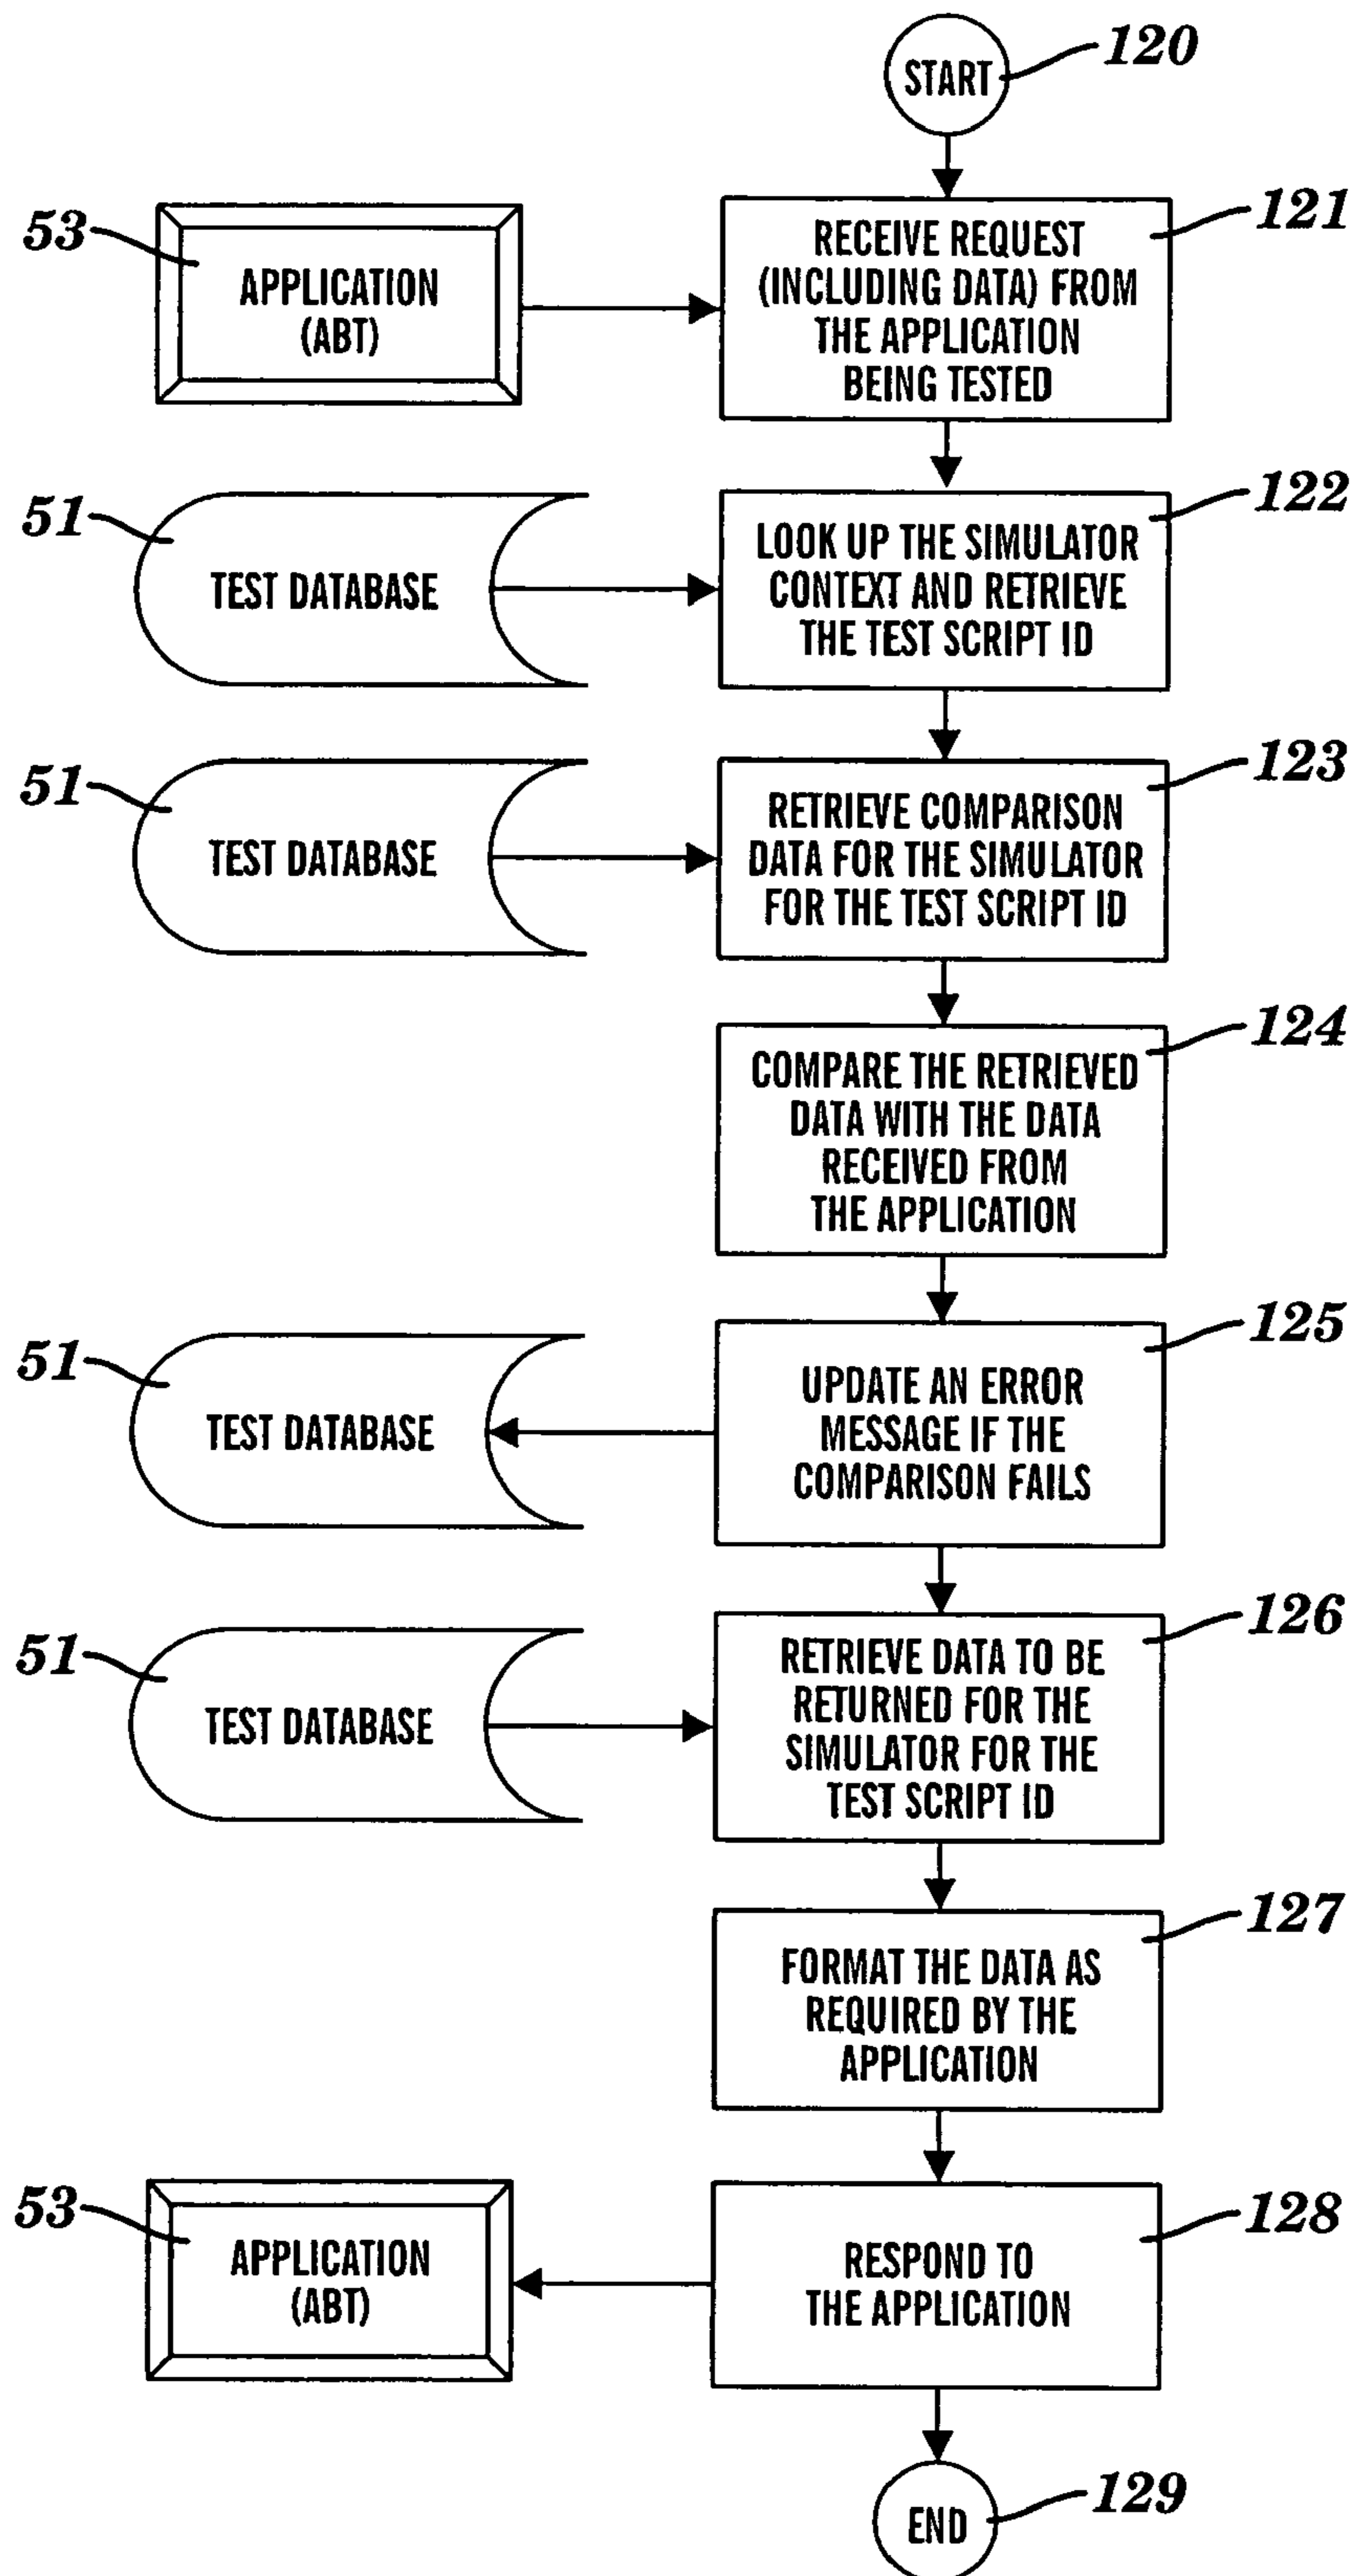 START
120
53
APPLICATION
(ABT)
RECEIVE REQUEST
(INCLUDING DATA) FROM
THE APPLICATION
BEING TESTED
121
51
TEST DATABASE
LOOK UP THE SIMULATOR
CONTEXT AND RETRIEVE
THE TEST SCRIPT ID
122
51
TEST DATABASE
RETRIEVE COMPARISON
DATA FOR THE SIMULATOR
FOR THE TEST SCRIPT ID
123
COMPARE THE RETRIEVED
DATA WITH THE DATA
RECEIVED FROM
THE APPLICATION
124
51
TEST DATABASE
UPDATE AN ERROR
MESSAGE IF THE
COMPARISON FAILS
125
51
TEST DATABASE
RETRIEVE DATA TO BE
RETURNED FOR THE
SIMULATOR FOR THE
TEST SCRIPT ID
126
FORMAT THE DATA AS
REQUIRED BY THE
APPLICATION
127
53
APPLICATION
(ABT)
RESPOND TO
THE APPLICATION
128
END
129